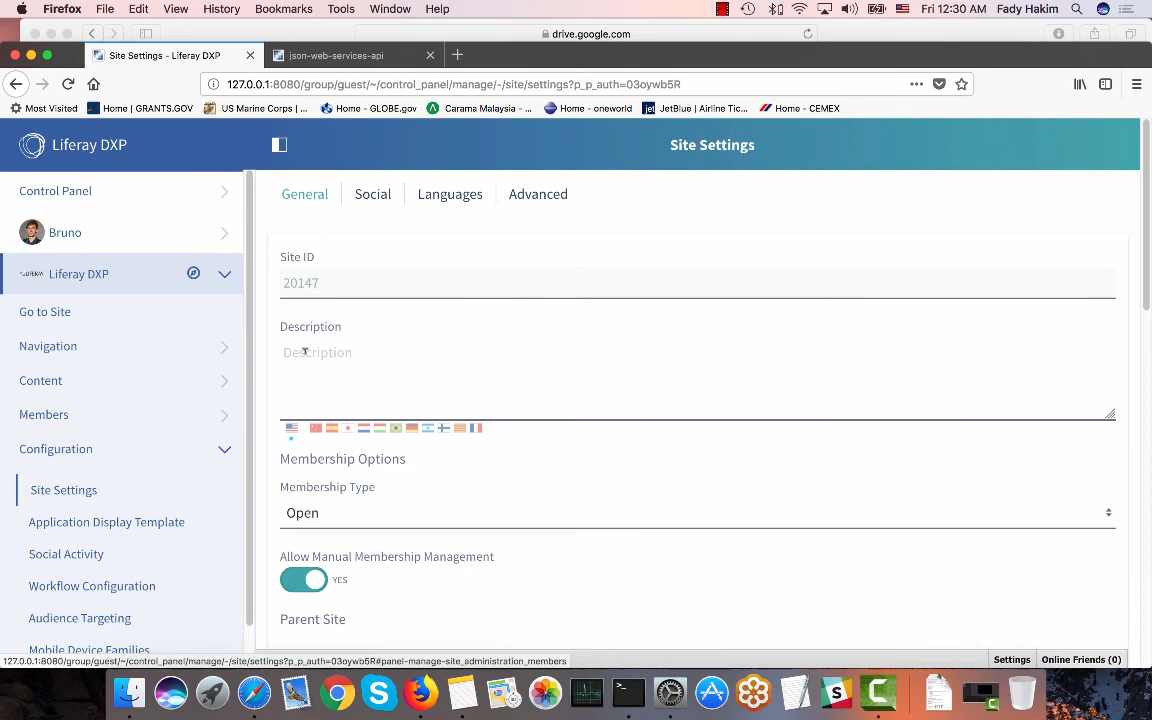 Firefox File Edit View History Bookmarks Tools Window Help Fri 12:30 AM Fady Hakim
drive.google.com
Site Settings - Liferay DXP json-web-services-api
127.0.0.1:8080/group/guest/~/control_panel/manage/-/site/settings?p_p_auth=03oywb5R
Most Visited Home | GRANTS.GOV US Marine Corps |... Home - GLOBE.gov Carama Malaysia -... Home - oneworld JetBlue | Airline Tic... Home - CEMEX
Liferay DXP Site Settings
Control Panel
General Social Languages Advanced
Bruno
Site ID
Liferay DXP
20147
Go to Site
Description
Navigation
Description
Content
Members
Configuration
Membership Options
Site Settings
Membership Type
Open
Application Display Template
Social Activity
Allow Manual Membership Management
YES
Workflow Configuration
Audience Targeting
Parent Site
Mobile Device Families
127.0.0.1:8080/group/guest/~/control_panel/manage/-/site/settings?p_p_auth=03oywb5R#panel-manage-site_administration_members
Settings Online Friends (0)